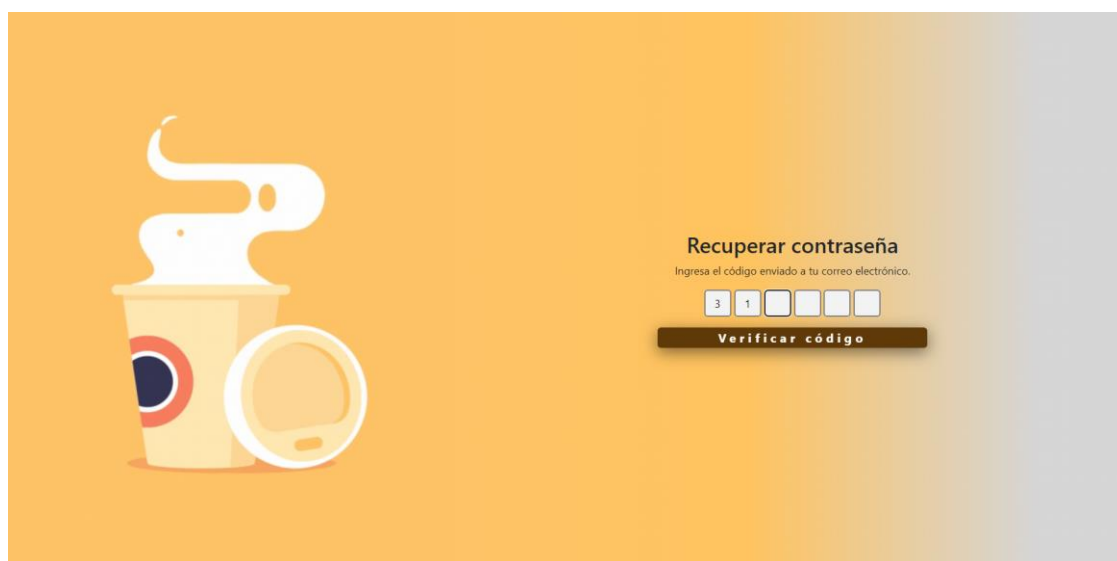 Recuperar contraseña
Ingresa el código enviado a tu correo electrónico.
3 1
Verificar código